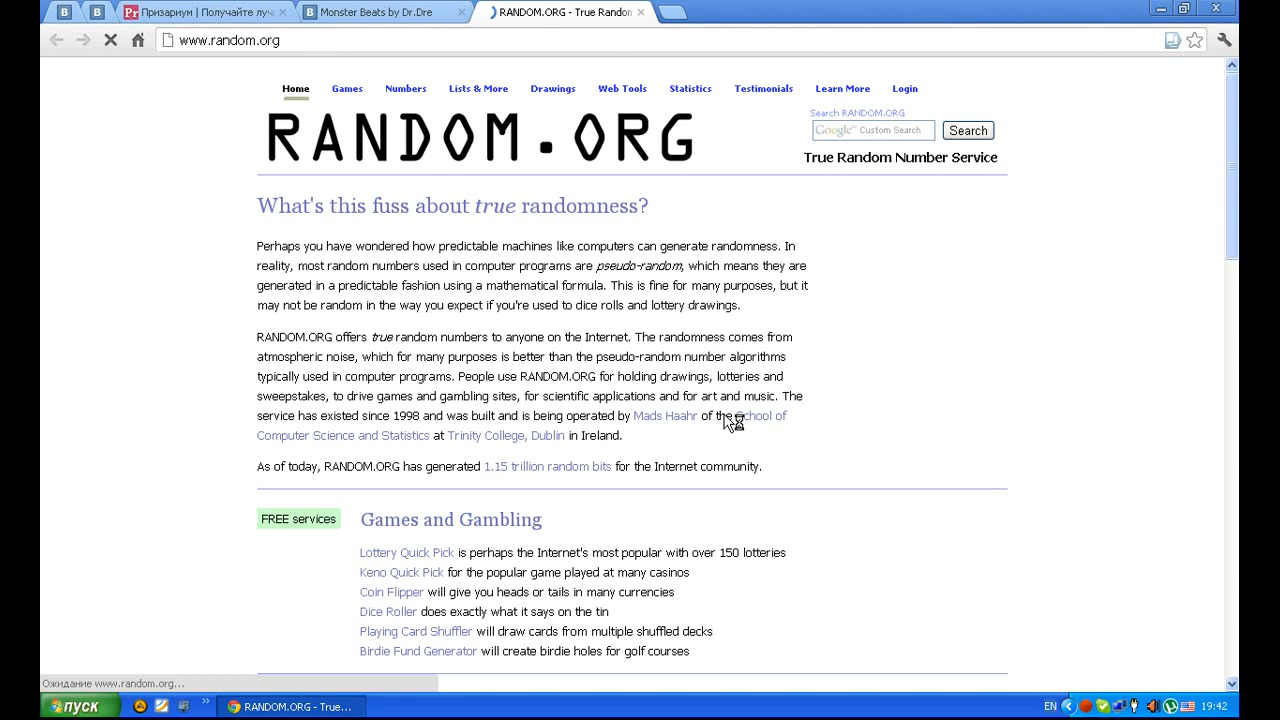 Призариум | Получайте луч
Monster Beats by Dr.Dre
RANDOM.ORG - True Random
www.random.org
Home Games Numbers Lists & More Drawings Web Tools Statistics Testimonials Learn More Login
Search RANDOM.ORG
RANDOM.ORG
Google™ Custom Search Search
True Random Number Service
What's this fuss about true randomness?
Perhaps you have wondered how predictable machines like computers can generate randomness. In
reality, most random numbers used in computer programs are pseudo-random, which means they are
generated in a predictable fashion using a mathematical formula. This is fine for many purposes, but it
may not be random in the way you expect if you're used to dice rolls and lottery drawings.
RANDOM.ORG offers true random numbers to anyone on the Internet. The randomness comes from
atmospheric noise, which for many purposes is better than the pseudo-random number algorithms
typically used in computer programs. People use RANDOM.ORG for holding drawings, lotteries and
sweepstakes, to drive games and gambling sites, for scientific applications and for art and music. The
service has existed since 1998 and was built and is being operated by Mads Haahr of the School of
Computer Science and Statistics at Trinity College, Dublin in Ireland.
As of today, RANDOM.ORG has generated 1.15 trillion random bits for the Internet community.
FREE services
Games and Gambling
Lottery Quick Pick is perhaps the Internet's most popular with over 150 lotteries
Keno Quick Pick for the popular game played at many casinos
Coin Flipper will give you heads or tails in many currencies
Dice Roller does exactly what it says on the tin
Playing Card Shuffler will draw cards from multiple shuffled decks
Birdie Fund Generator will create birdie holes for golf courses
Ожидание www.random.org...
пуск
RANDOM.ORG - True...
EN
19:42